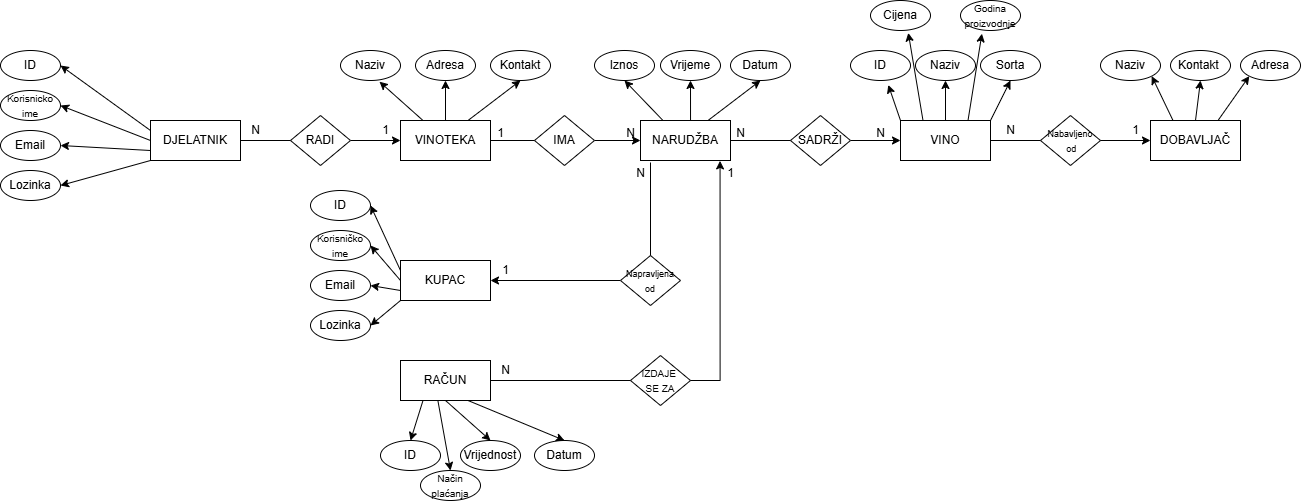 Cijena
Godina
proizvodnje
ID
Naziv
Adresa
Kontakt
Iznos
Vrijeme
Datum
ID
Naziv
Sorta
Naziv
Kontakt
Adresa
Korisnicko
ime
Email
Lozinka
DJELATNIK
N
RADI
1
VINOTEKA
1
IMA
N
NARUDŽBA
N
SADRŽI
N
VINO
N
Nabavljeno
od
1
DOBAVLJAČ
N
1
ID
Korisničko
ime
Email
Lozinka
KUPAC
1
Napravljena
od
RAČUN
N
IZDAJE
SE ZA
ID
Način
plaćanja
Vrijednost
Datum